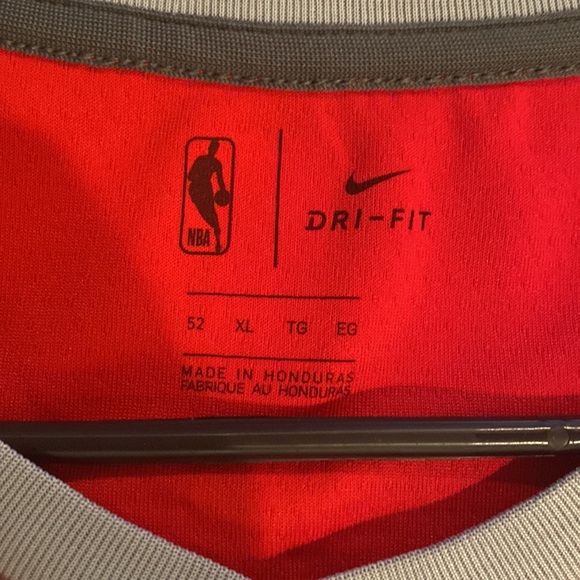 NBA
DRI-FIT
52 XL TG EG
MADE IN HONDURAS
FABRIQUE AU HONDURAS